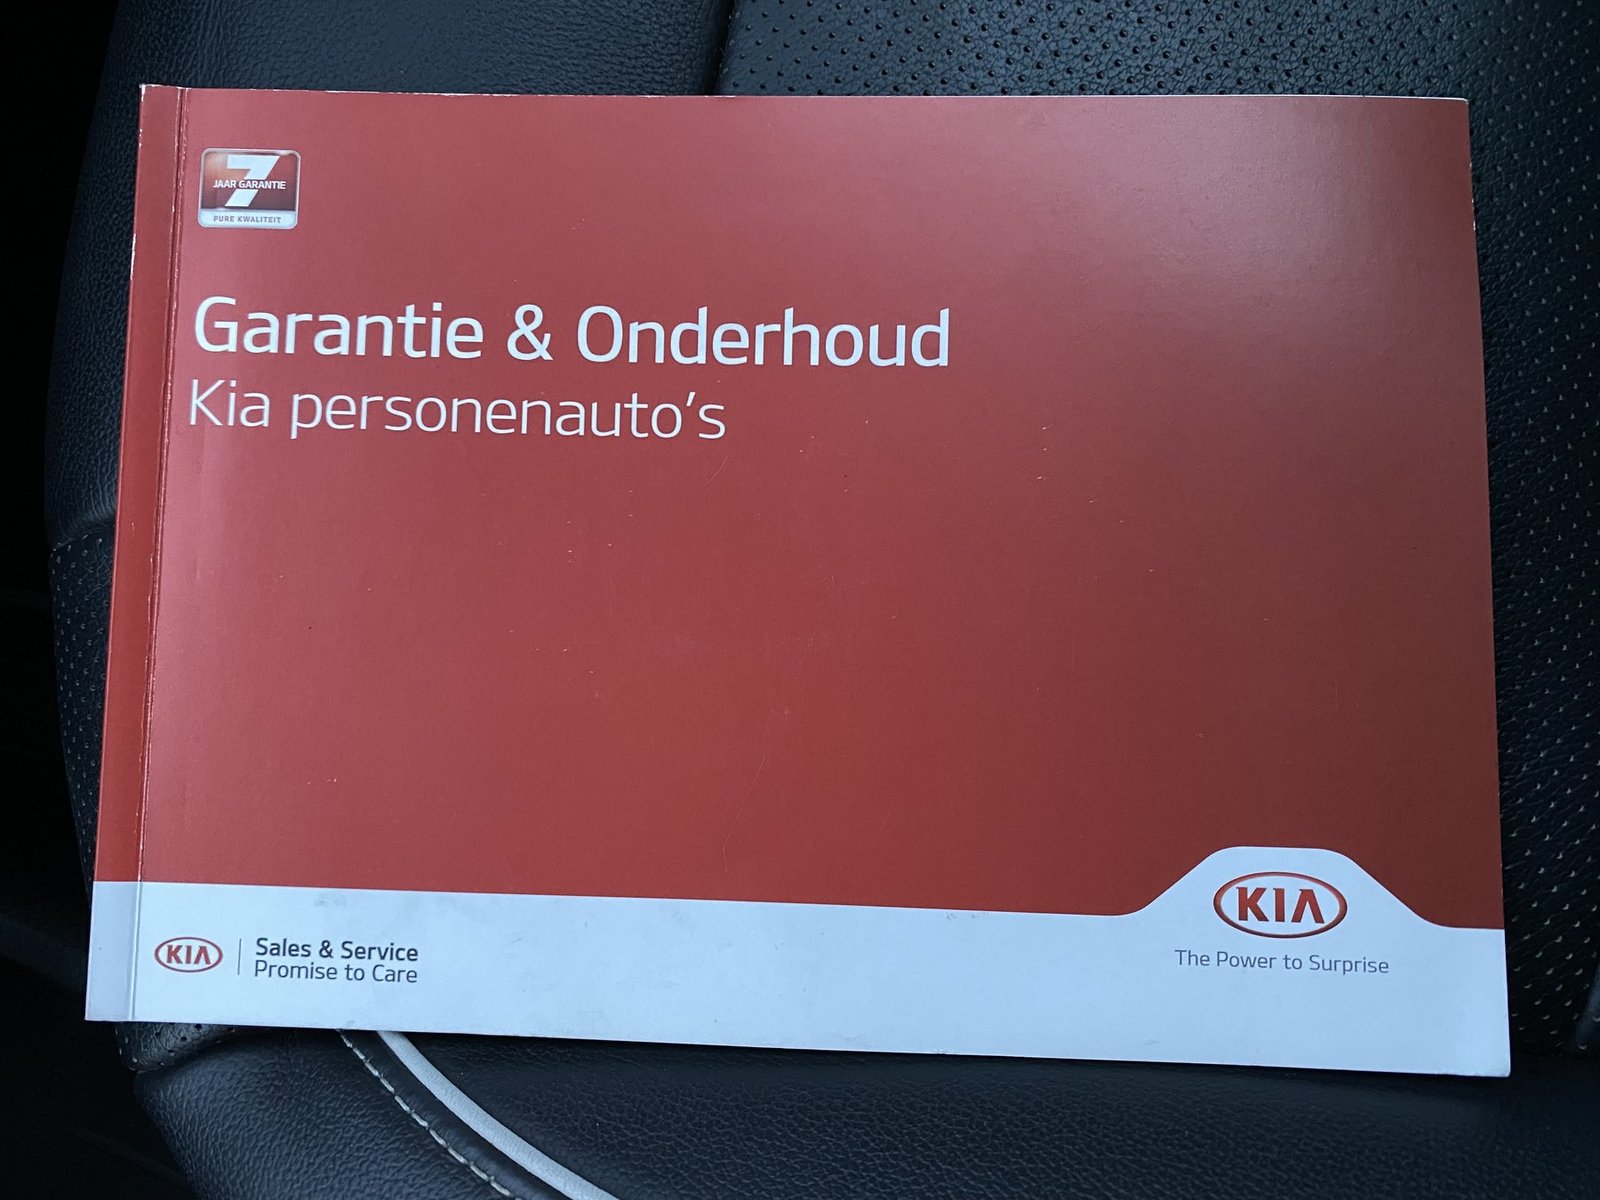 7
JAAR GARANTIE
PURE KWALITEIT
Garantie & Onderhoud
Kia personenauto's
KIA
Sales & Service
Promise to Care
KIA
The Power to Surprise